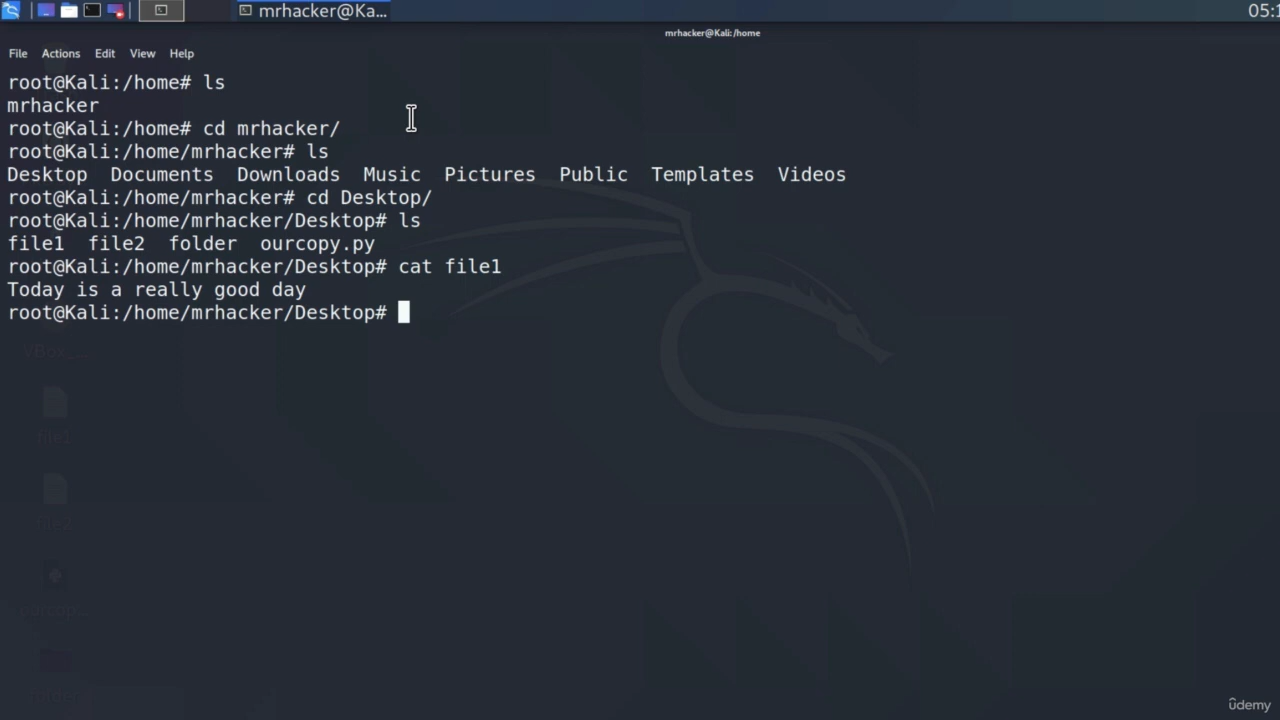 mrhacker@Ka...
05:1
mrhacker@Kali: /home
File Actions Edit View Help
root@Kali:/home# ls
mrhacker
root@Kali:/home# cd mrhacker/
root@Kali:/home/mrhacker# ls
Desktop Documents Downloads Music Pictures Public Templates Videos
root@Kali:/home/mrhacker# cd Desktop/
root@Kali:/home/mrhacker/Desktop# ls
file1 file2 folder ourcopy.py
root@Kali:/home/mrhacker/Desktop# cat file1
Today is a really good day
root@Kali:/home/mrhacker/Desktop#
VBox_...
file1
file2
ûdemy